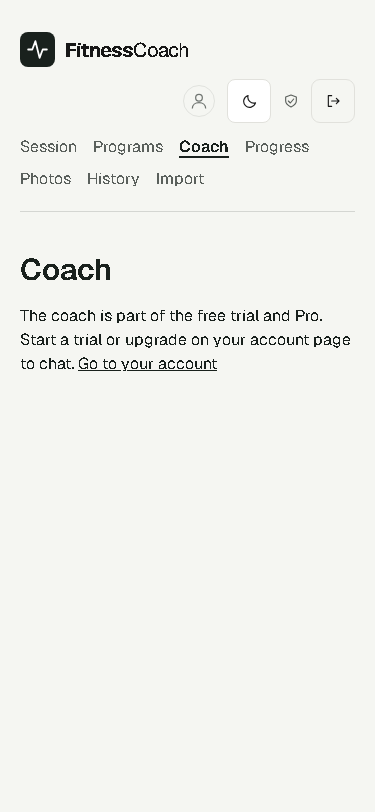 FitnessCoach
Session Programs Coach Progress
Photos History Import
Coach
The coach is part of the free trial and Pro.
Start a trial or upgrade on your account page
to chat. Go to your account